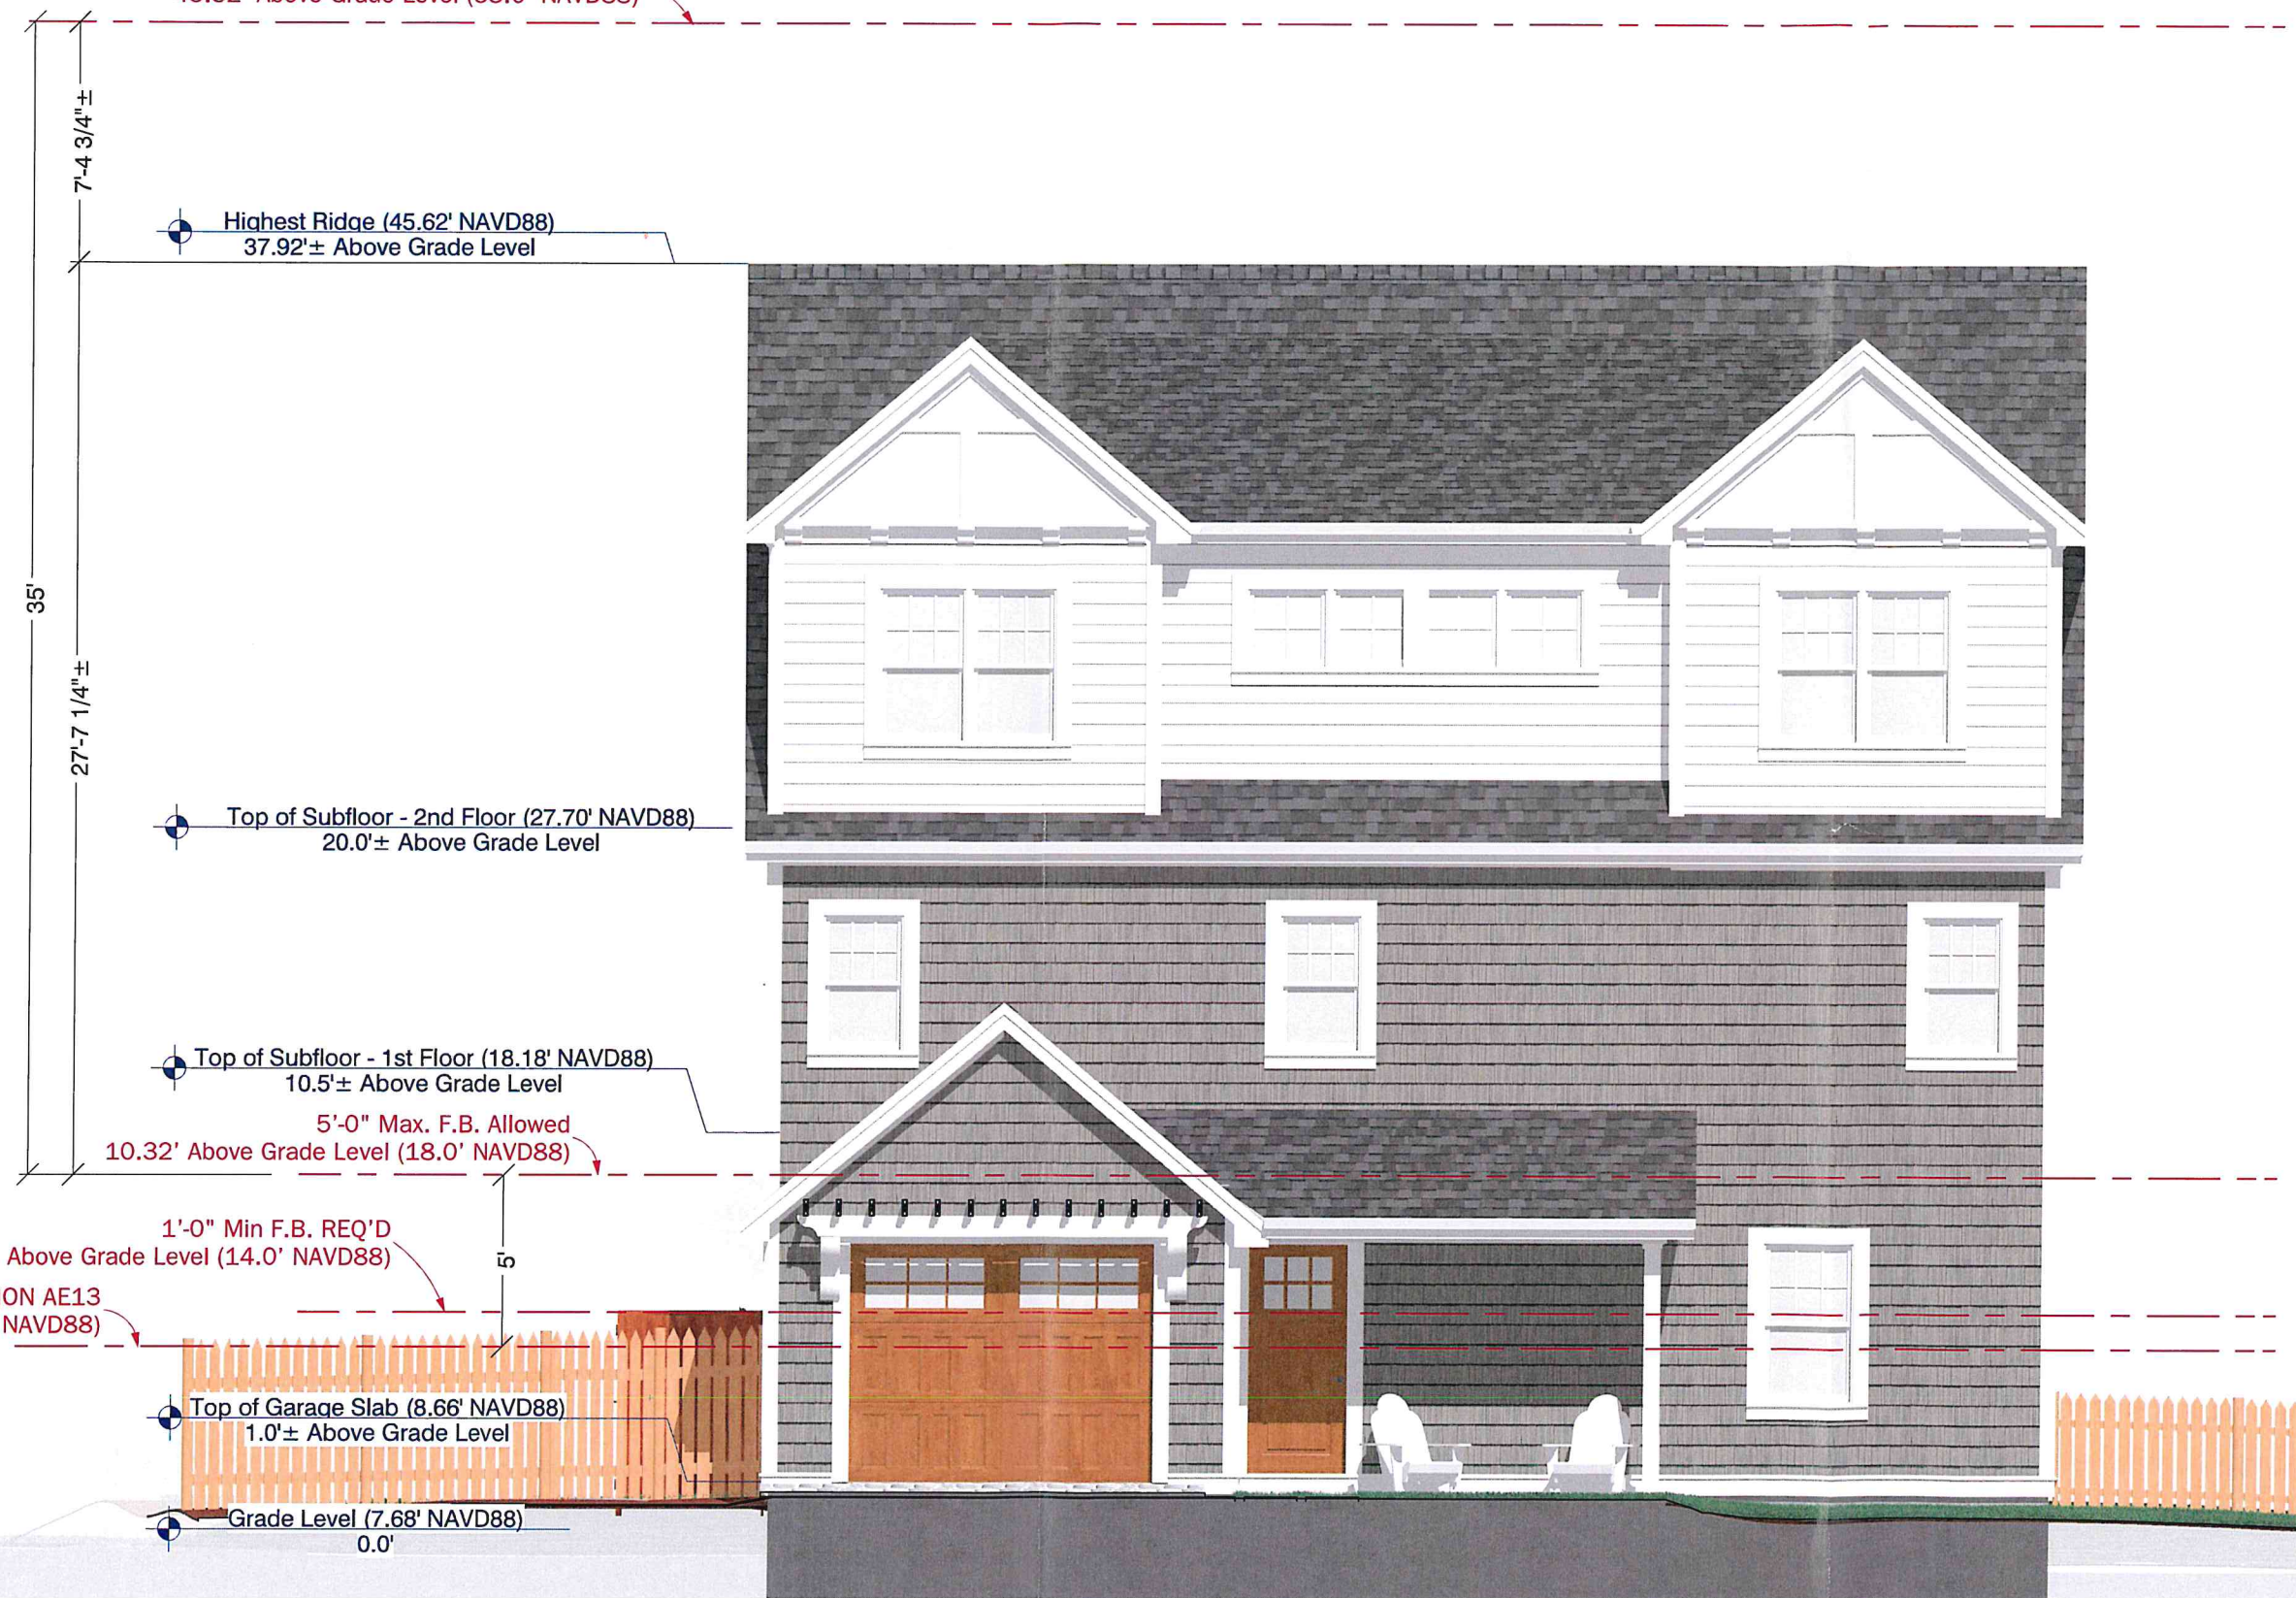 Above Grade Level
7'-4 3/4"±
Highest Ridge (45.62' NAVD88)
37.92'± Above Grade Level
35'
27'-7 1/4"±
Top of Subfloor - 2nd Floor (27.70' NAVD88)
20.0'± Above Grade Level
Top of Subfloor - 1st Floor (18.18' NAVD88)
10.5'± Above Grade Level
5'-0" Max. F.B. Allowed
10.32' Above Grade Level (18.0' NAVD88)
1'-0" Min F.B. REQ'D
Above Grade Level (14.0' NAVD88)
5'
ON AE13
NAVD88)
Top of Garage Slab (8.66' NAVD88)
1.0'± Above Grade Level
Grade Level (7.68' NAVD88)
0.0'